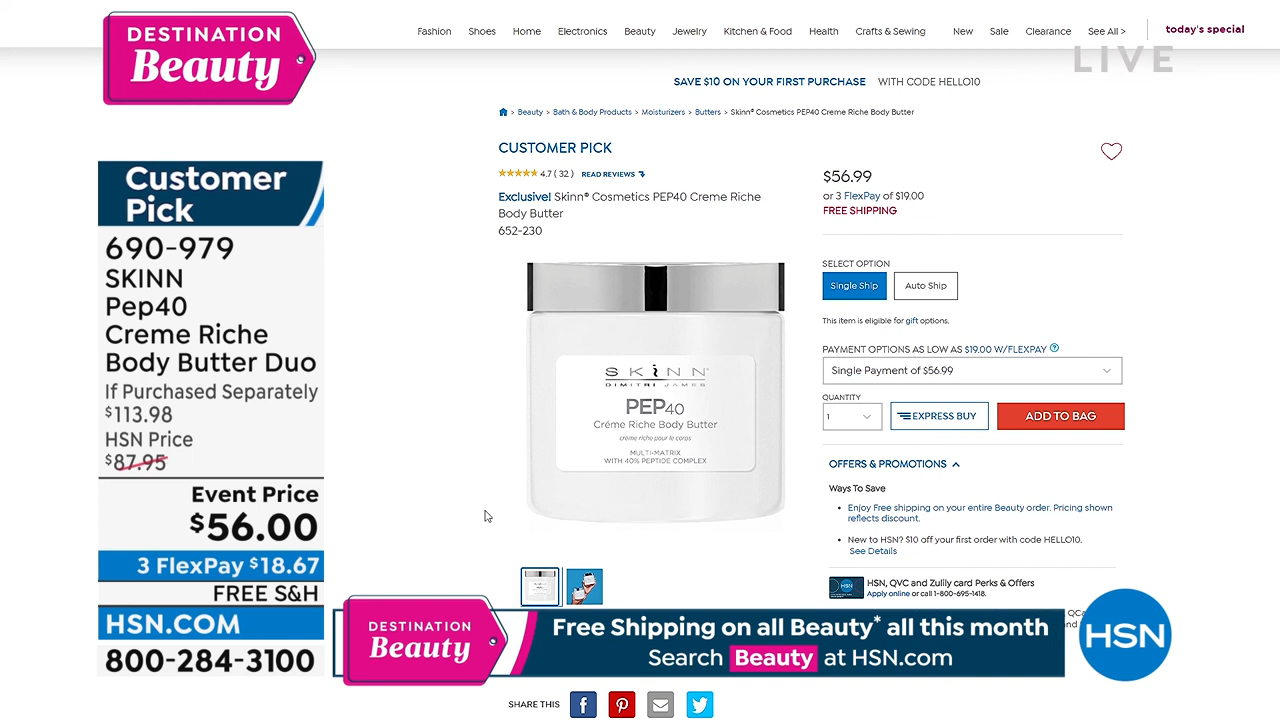 DESTINATION
Beauty
Fashion Shoes Home Electronics Beauty Jewelry Kitchen & Food Health Crafts & Sewing New Sale Clearance See All > today's special
LIVE
SAVE $10 ON YOUR FIRST PURCHASE WITH CODE HELLO10
> Beauty > Bath & Body Products > Moisturizers > Butters > Skinn® Cosmetics PEP40 Creme Riche Body Butter
CUSTOMER PICK
4.7 ( 32 ) READ REVIEWS
Exclusive! Skinn® Cosmetics PEP40 Creme Riche
Body Butter
652-230
$56.99
or 3 FlexPay of $19.00
FREE SHIPPING
SELECT OPTION
Single Ship Auto Ship
This item is eligible for gift options.
PAYMENT OPTIONS AS LOW AS $19.00 W/FLEXPAY ?
Single Payment of $56.99
QUANTITY
1 EXPRESS BUY ADD TO BAG
OFFERS & PROMOTIONS
Ways To Save
• Enjoy Free shipping on your entire Beauty order. Pricing shown
reflects discount.
• New to HSN? $10 off your first order with code HELLO10.
See Details
HSN, QVC and Zulily card Perks & Offers
Apply online or call 1-800-695-1418.
SKINN®
DIMITRI JAMES
PEP40
Créme Riche Body Butter
creme riche pour le corps
MULTI-MATRIX
WITH 40% PEPTIDE COMPLEX
Customer
Pick
690-979
SKINN
Pep40
Creme Riche
Body Butter Duo
If Purchased Separately
$113.98
HSN Price
$87.95
Event Price
$56.00
3 FlexPay $18.67
FREE S&H
HSN.COM
800-284-3100
DESTINATION
Beauty
Free Shipping on all Beauty* all this month
Search Beauty at HSN.com
HSN
SHARE THIS